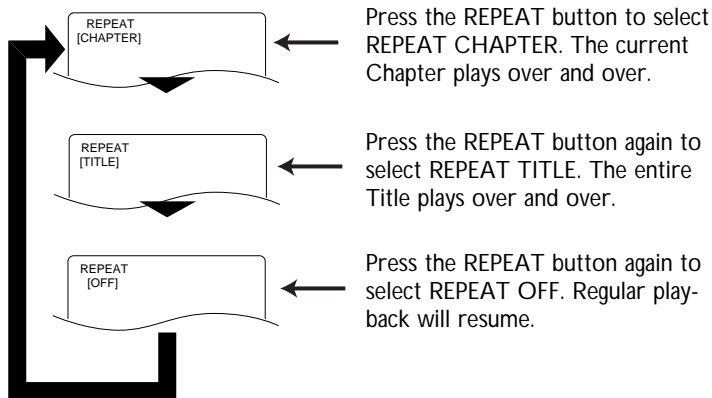 REPEAT
[CHAPTER]
Press the REPEAT button to select
REPEAT CHAPTER. The current
Chapter plays over and over.
REPEAT
[TITLE]
Press the REPEAT button again to
select REPEAT TITLE. The entire
Title plays over and over.
REPEAT
[OFF]
Press the REPEAT button again to
select REPEAT OFF. Regular play-
back will resume.